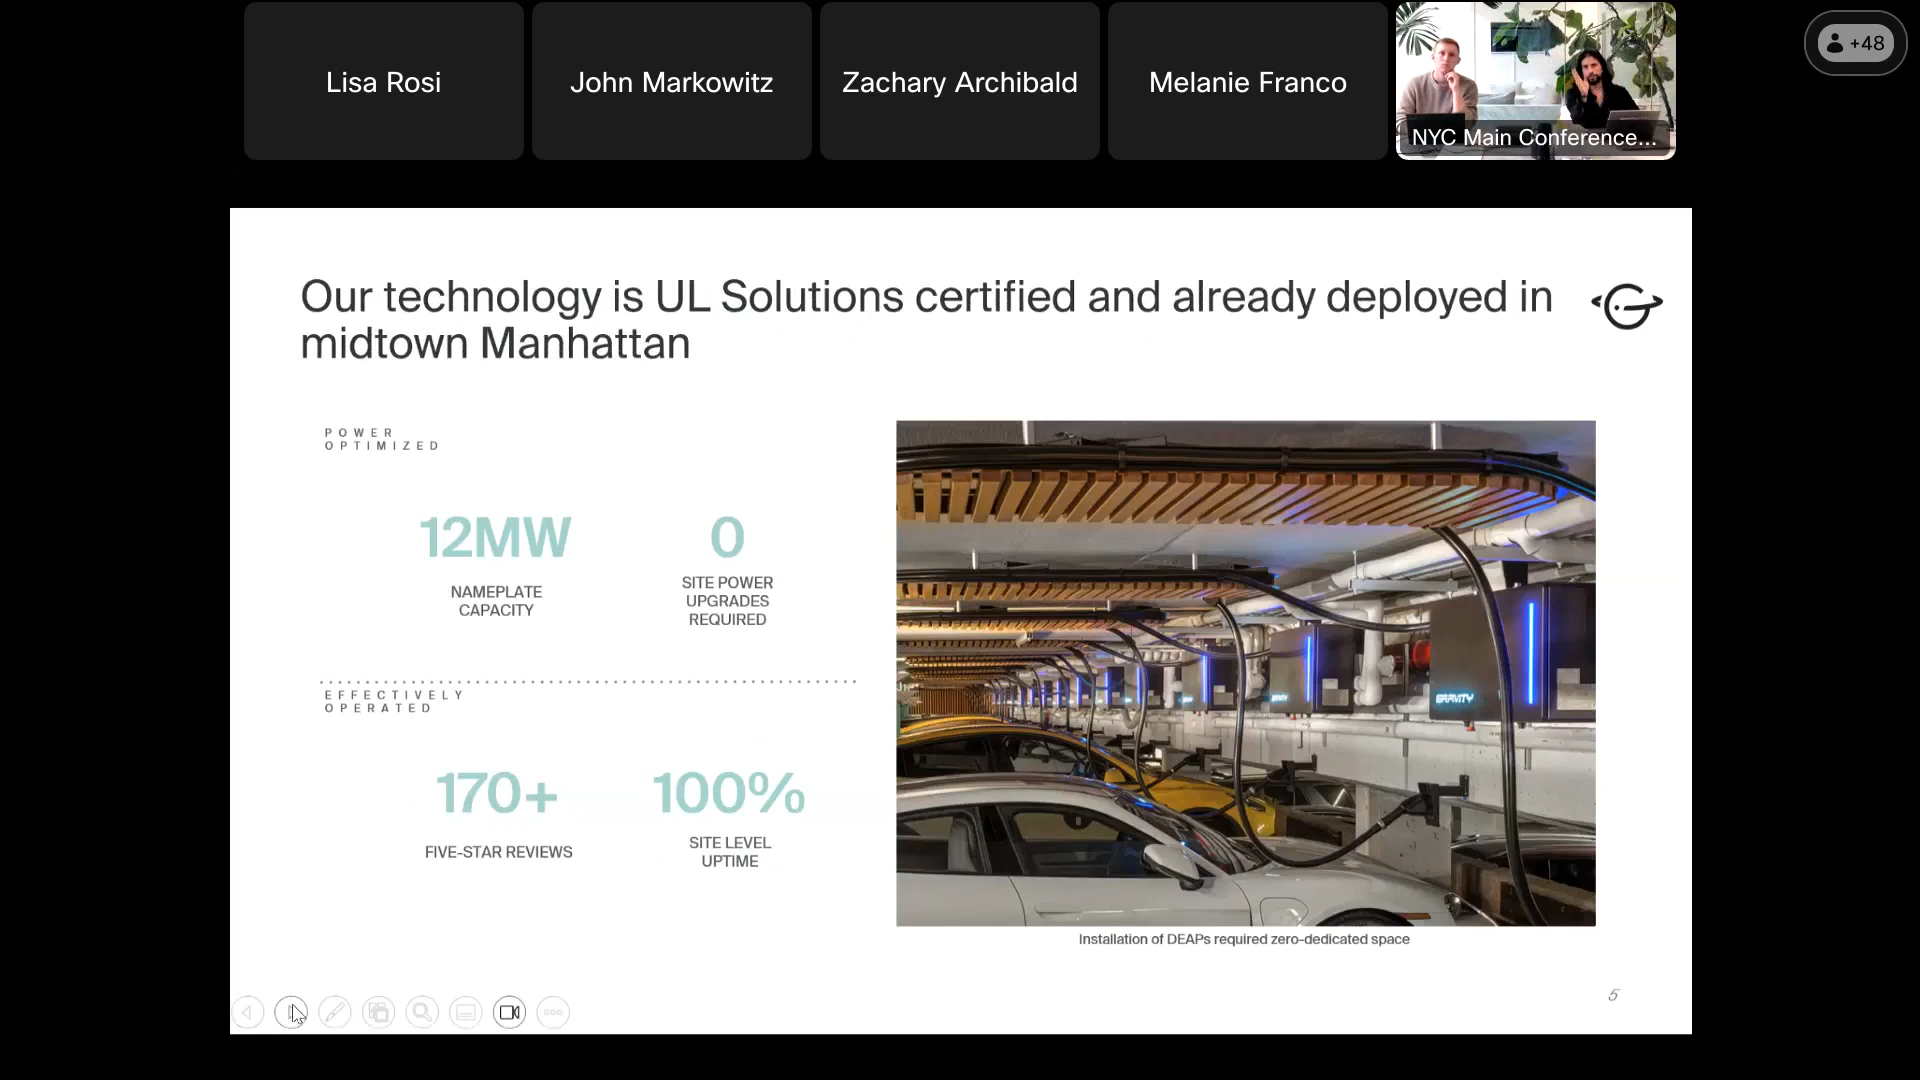 Lisa Rosi
John Markowitz
Zachary Archibald
Melanie Franco
NYC Main Conference...
+48
Our technology is UL Solutions certified and already deployed in
midtown Manhattan
POWER
OPTIMIZED
12MW
NAMEPLATE
CAPACITY
0
SITE POWER
UPGRADES
REQUIRED
EFFECTIVELY
OPERATED
170+
FIVE-STAR REVIEWS
100%
SITE LEVEL
UPTIME
GRAVITY
Installation of DEAPs required zero-dedicated space
5